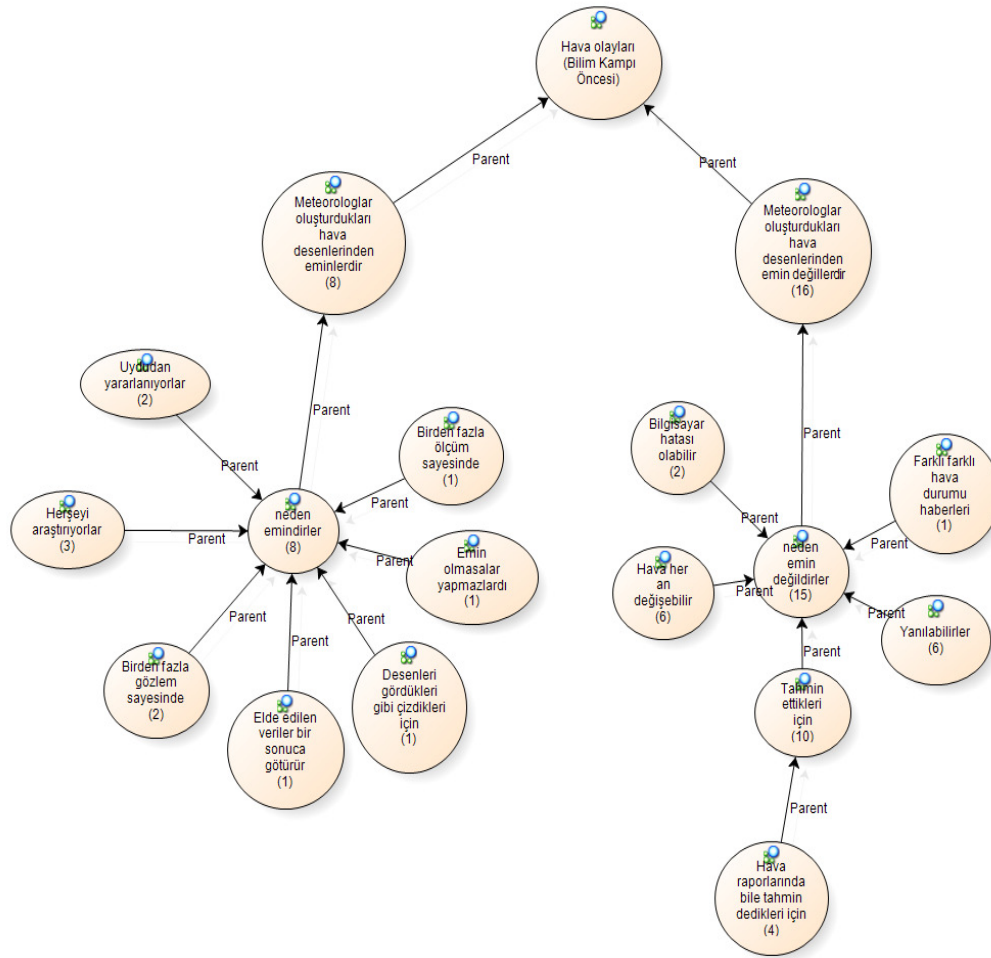 Hava olayları
(Bilim Kampı
Öncesi)
Parent
Parent
Meteorologlar
oluşturdukları
hava
desenlerinden
eminlerdir
(8)
Meteorologlar
oluşturdukları
hava
desenlerinden
emin değillerdir
(16)
Parent
Parent
Uydudan
yararlanıyorlar
(2)
Parent
Birden fazla
ölçüm
sayesinde
(1)
Parent
Herşeyi
araştırıyorlar
(3)
Parent
neden
emindirler
(8)
Emin
olmasalar
yapmazlardı
(1)
Parent
Birden fazla
gözlem
sayesinde
(2)
Parent
Elde edilen
veriler bir
sonuca
götürür
(1)
Parent
Desenleri
gördükleri
gibi çizdikleri
için
(1)
Parent
Bilgisayar
hatası
olabilir
(2)
Parent
Farklı farklı
hava
durumu
haberleri
(1)
Parent
Hava her
an
değişebilir
(6)
Parent
neden
emin
değildirler
(15)
Yanılabilirler
(6)
Parent
Parent
Tahmin
ettikleri
için
(10)
Parent
Hava
raporlarında
bile tahmin
dedikleri için
(4)